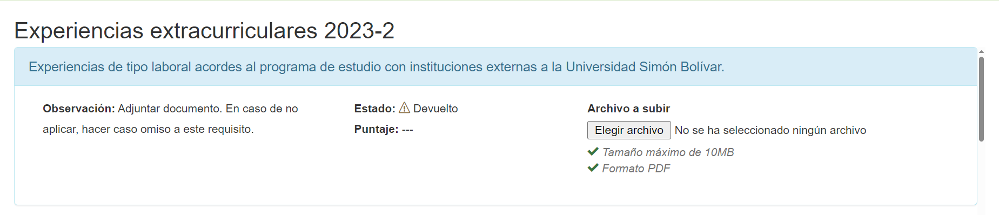 Experiencias extracurriculares 2023-2
Experiencias de tipo laboral acordes al programa de estudio con instituciones externas a la Universidad Simón Bolívar.
Observación: Adjuntar documento. En caso de no
aplicar, hacer caso omiso a este requisito.
Estado: Devuelto
Puntaje: ---
Archivo a subir
Elegir archivo No se ha seleccionado ningún archivo
Tamaño máximo de 10MB
Formato PDF